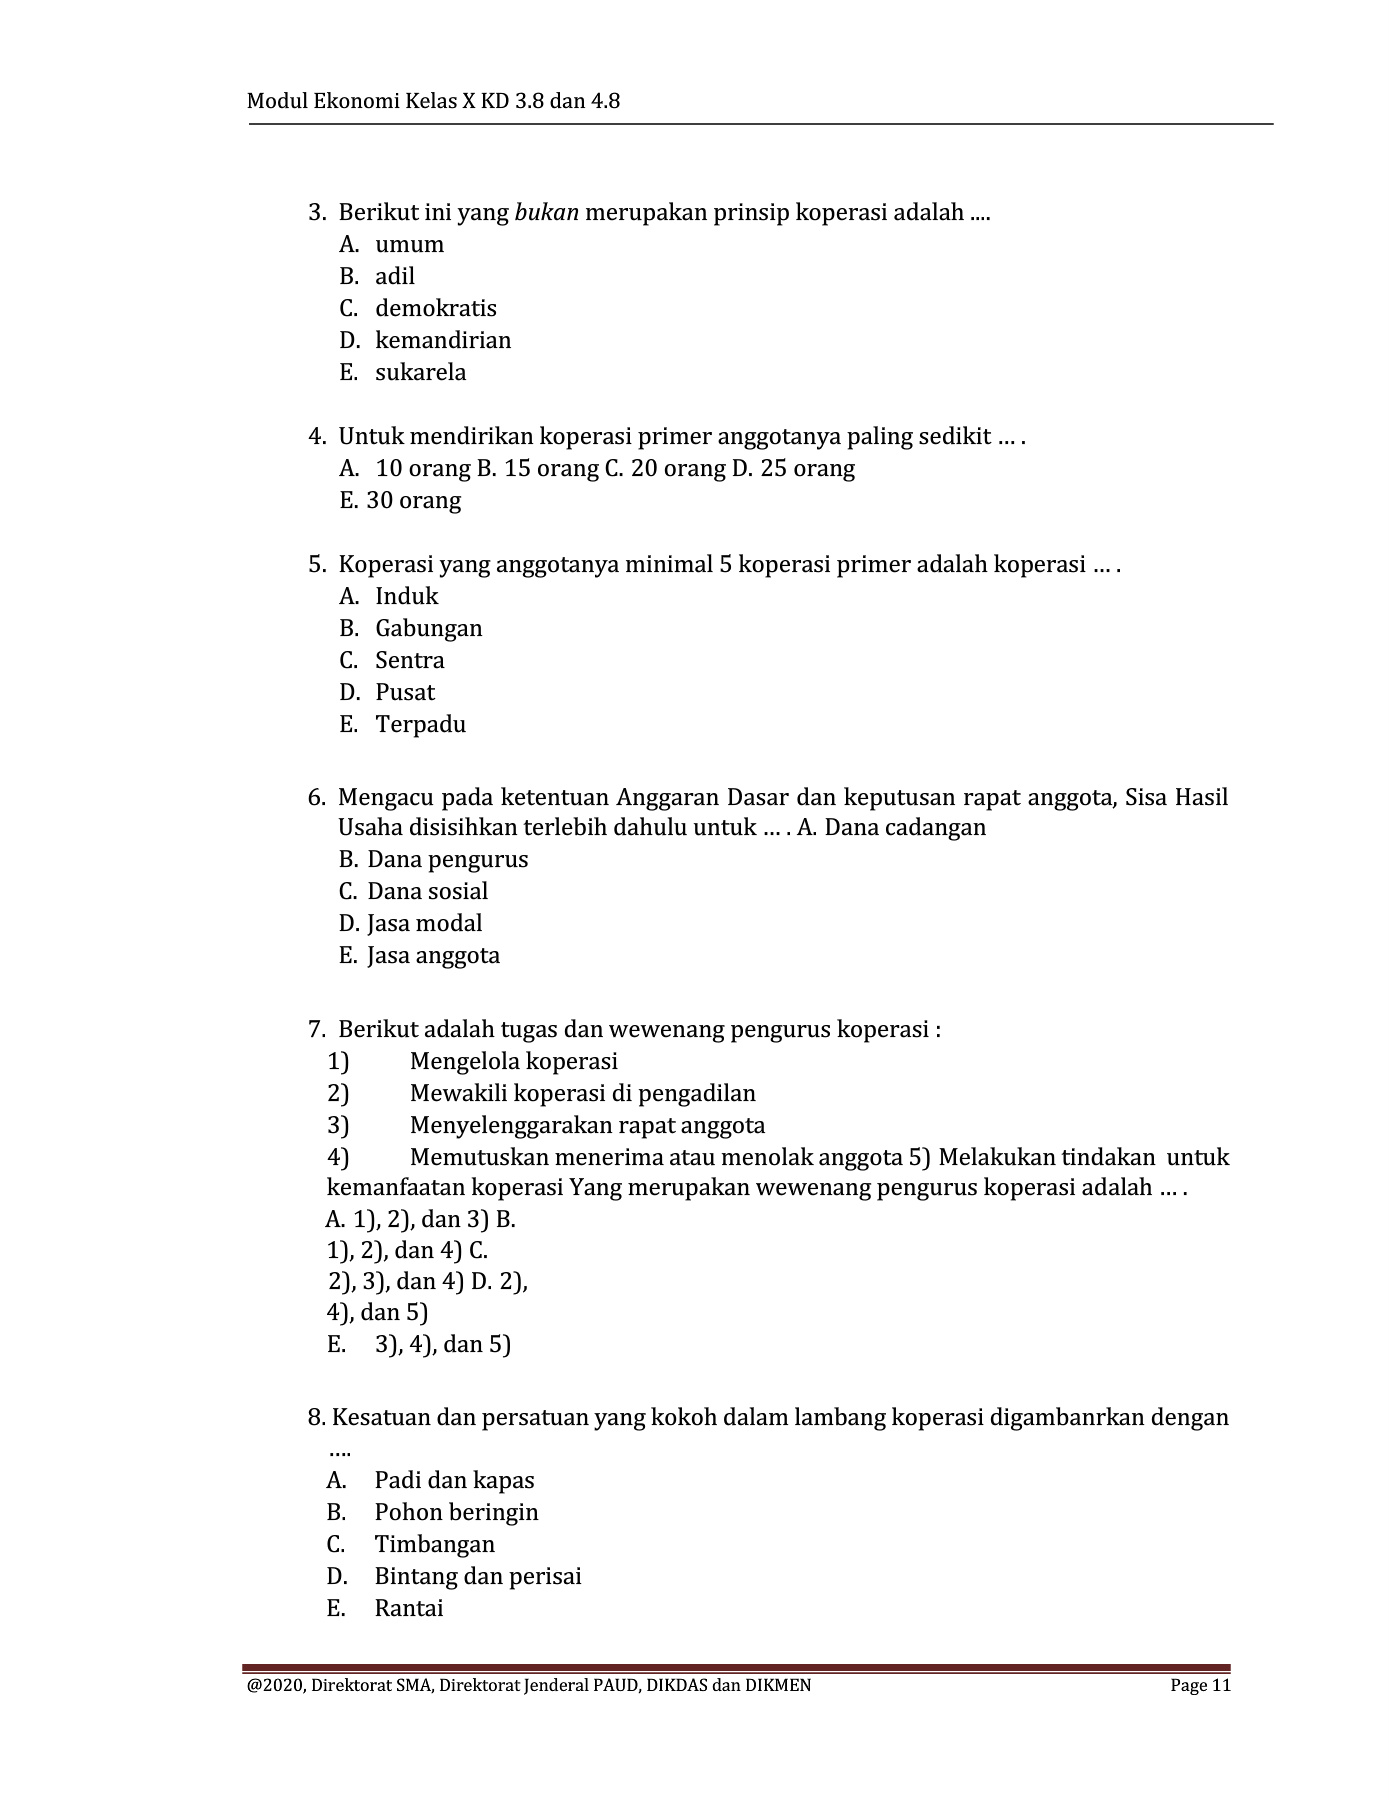 Modul Ekonomi Kelas X KD 3.8 dan 4.8
3. Berikut ini yang bukan merupakan prinsip koperasi adalah ....
A. umum
B. adil
C. demokratis
D. kemandirian
E. sukarela
4. Untuk mendirikan koperasi primer anggotanya paling sedikit ... .
A. 10 orang B. 15 orang C. 20 orang D. 25 orang
E. 30 orang
5. Koperasi yang anggotanya minimal 5 koperasi primer adalah koperasi ... .
A. Induk
B. Gabungan
C. Sentra
D. Pusat
E. Terpadu
6. Mengacu pada ketentuan Anggaran Dasar dan keputusan rapat anggota, Sisa Hasil
Usaha disisihkan terlebih dahulu untuk ... . A. Dana cadangan
B. Dana pengurus
C. Dana sosial
D. Jasa modal
E. Jasa anggota
7. Berikut adalah tugas dan wewenang pengurus koperasi :
1) Mengelola koperasi
2) Mewakili koperasi di pengadilan
3) Menyelenggarakan rapat anggota
4) Memutuskan menerima atau menolak anggota 5) Melakukan tindakan untuk
kemanfaatan koperasi Yang merupakan wewenang pengurus koperasi adalah ... .
A. 1), 2), dan 3) B.
1), 2), dan 4) C.
2), 3), dan 4) D. 2),
4), dan 5)
E. 3), 4), dan 5)
8. Kesatuan dan persatuan yang kokoh dalam lambang koperasi digambanrkan dengan
....
A. Padi dan kapas
B. Pohon beringin
C. Timbangan
D. Bintang dan perisai
E. Rantai
@2020, Direktorat SMA, Direktorat Jenderal PAUD, DIKDAS dan DIKMEN Page 11